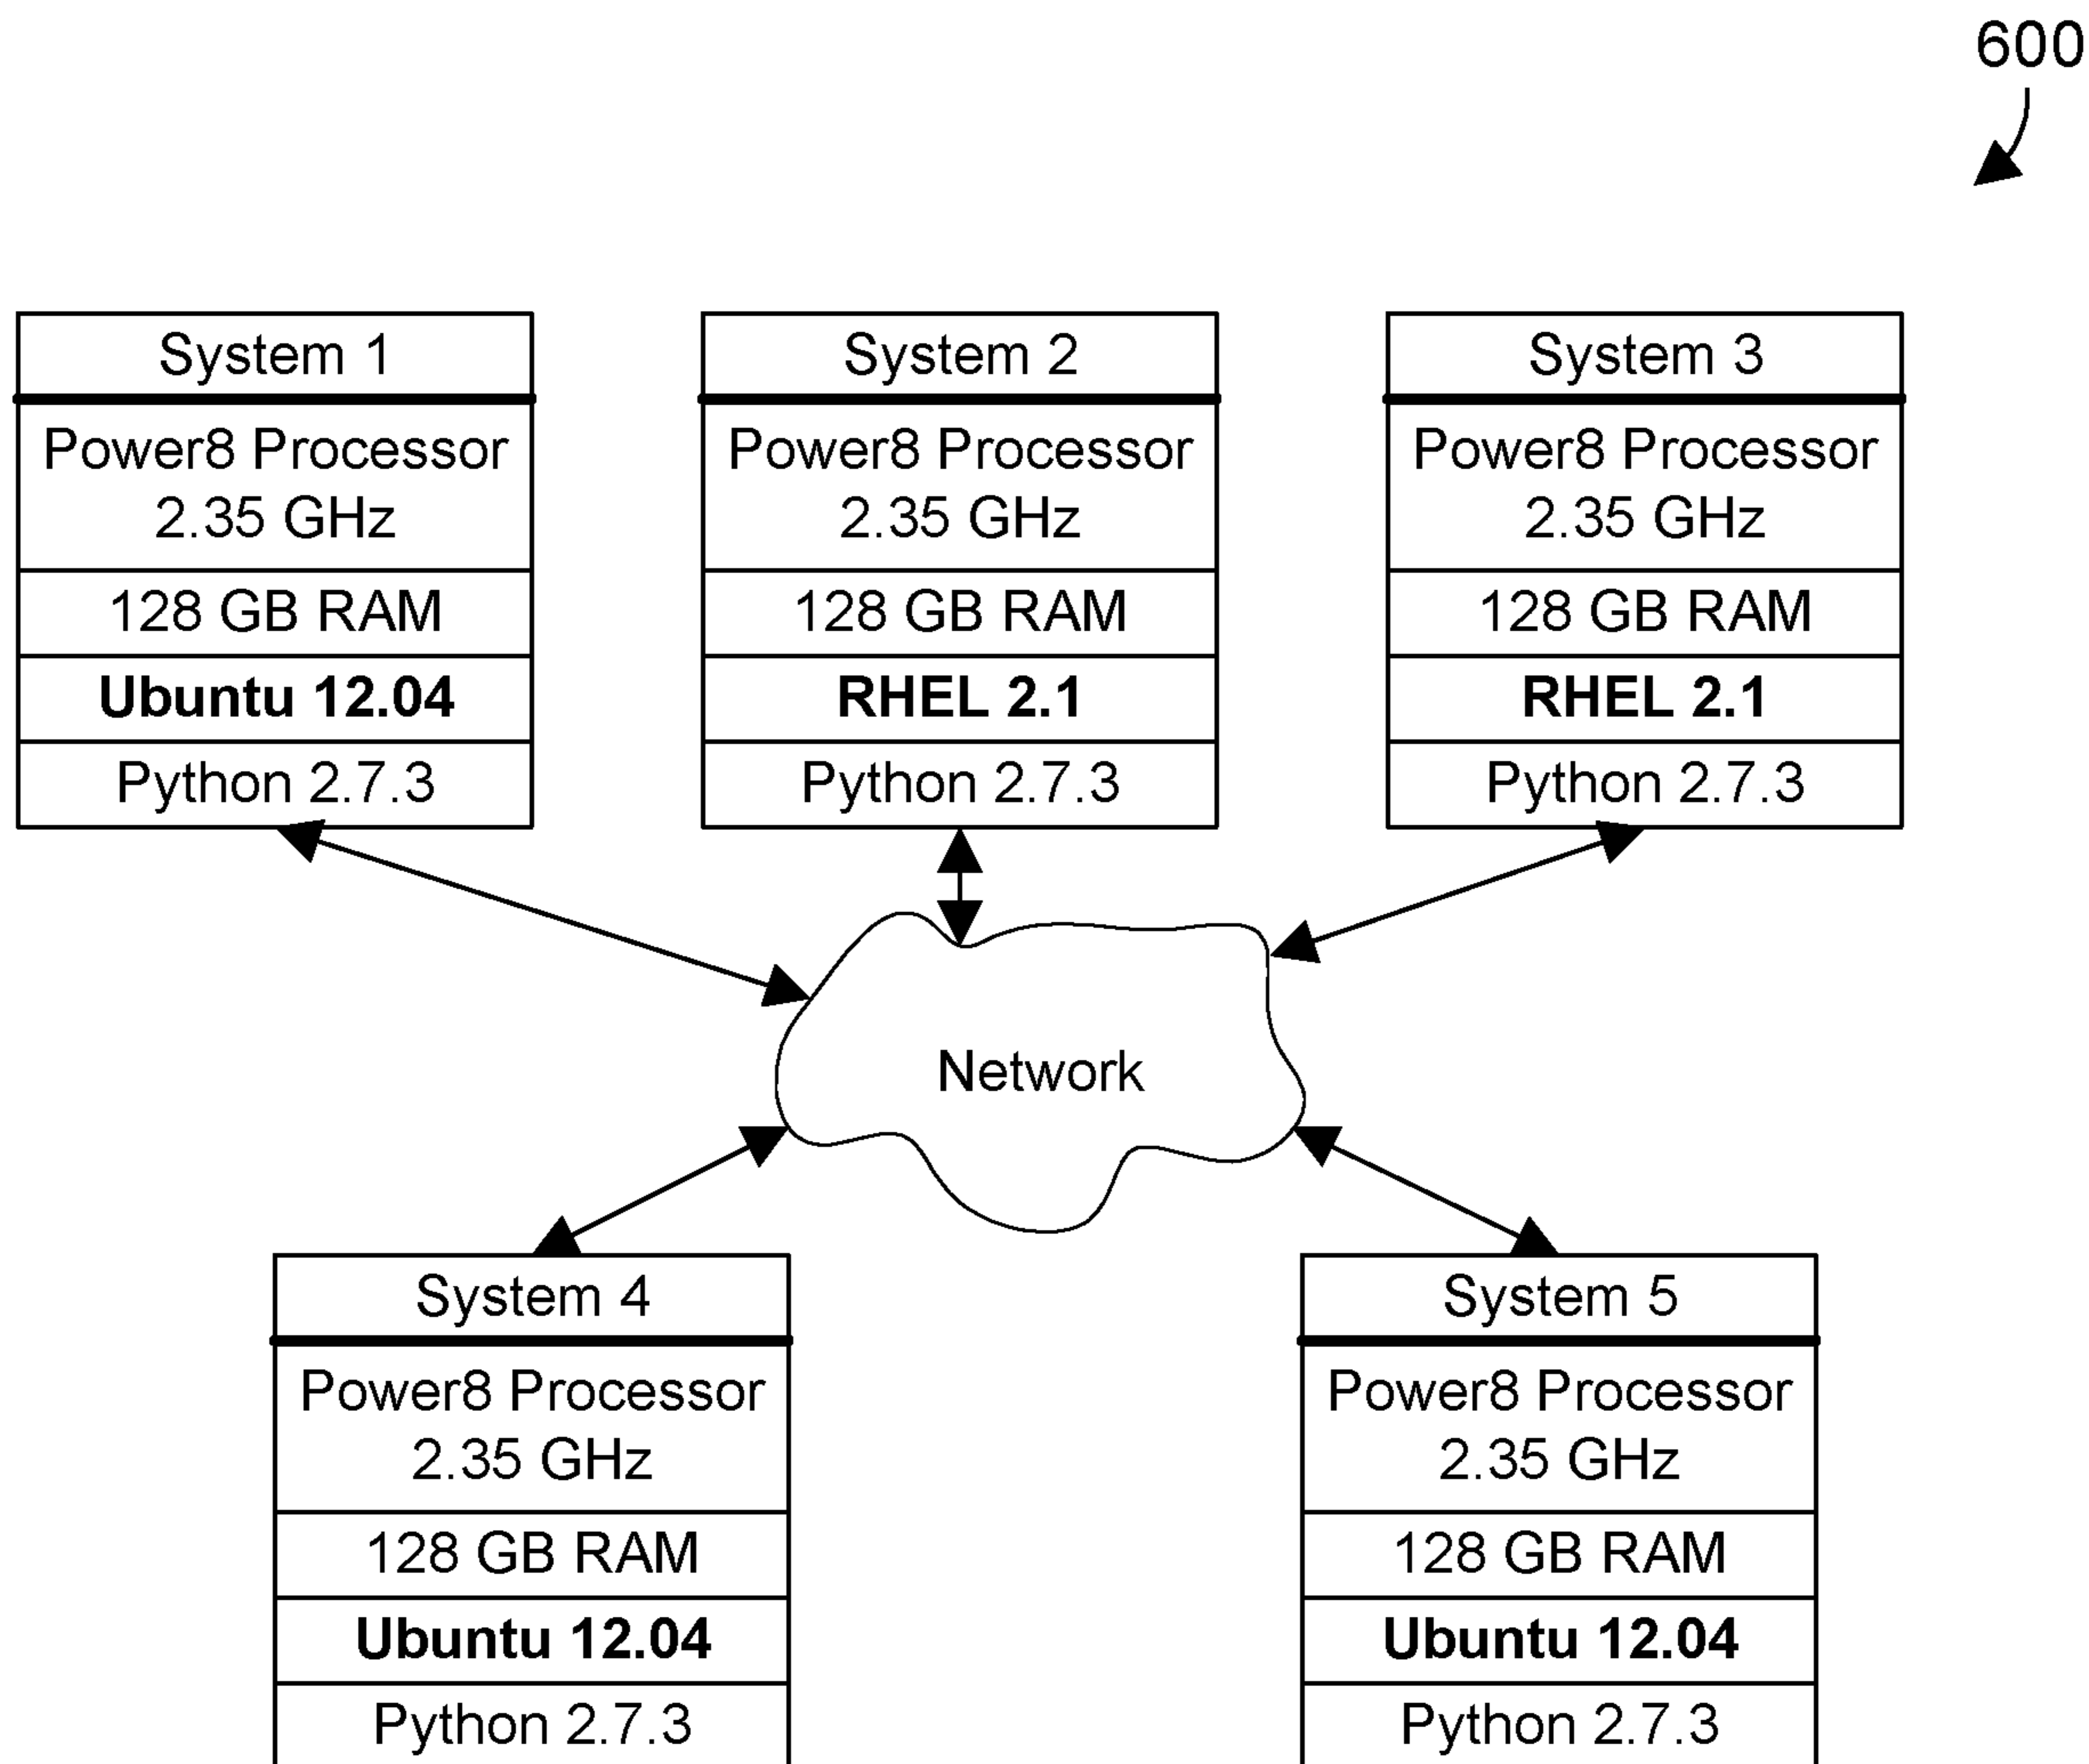 600
System 1
Power8 Processor
2.35 GHz
128 GB RAM
Ubuntu 12.04
Python 2.7.3
System 2
Power8 Processor
2.35 GHz
128 GB RAM
RHEL 2.1
Python 2.7.3
System 3
Power8 Processor
2.35 GHz
128 GB RAM
RHEL 2.1
Python 2.7.3
Network
System 4
Power8 Processor
2.35 GHz
128 GB RAM
Ubuntu 12.04
Python 2.7.3
System 5
Power8 Processor
2.35 GHz
128 GB RAM
Ubuntu 12.04
Python 2.7.3